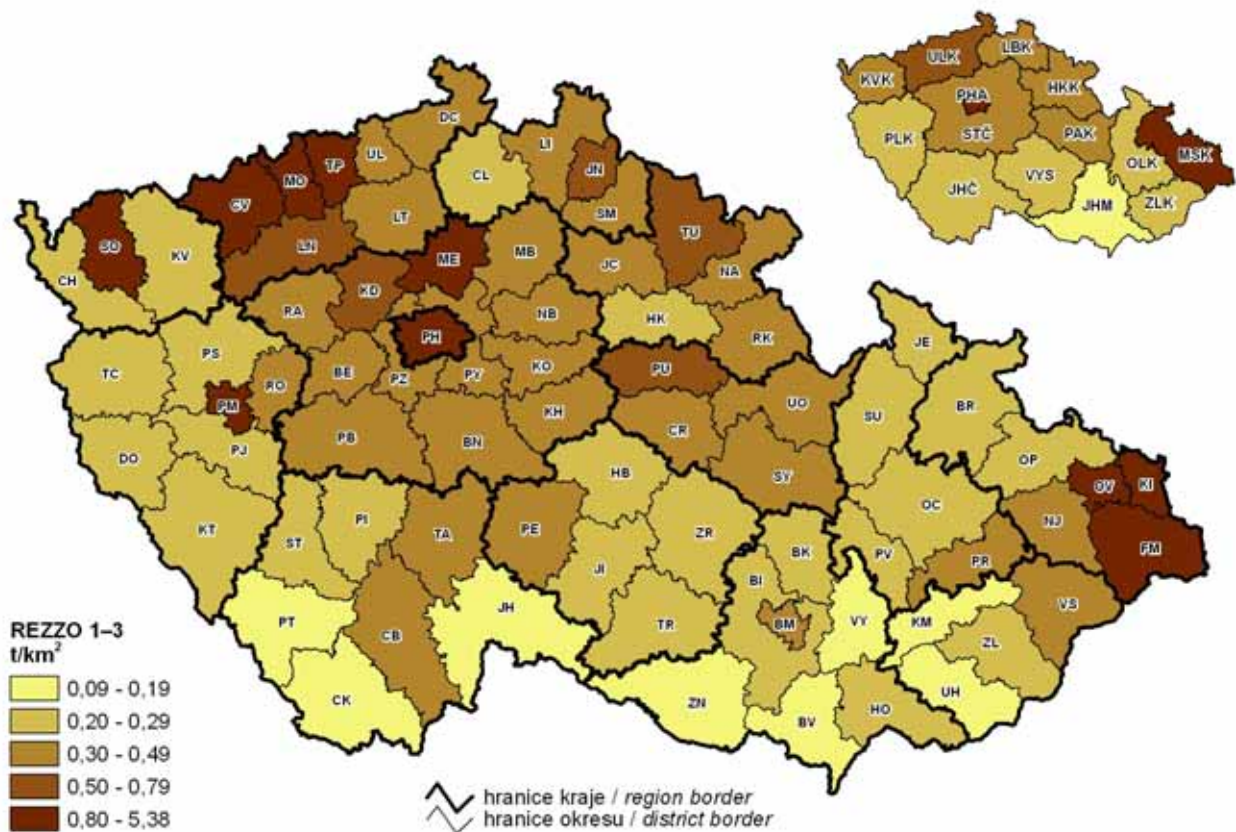 ULK
LBK
KVK
HKK
PHA
STČ
PAK
PLK
MSK
OLK
VYS
JHČ
ZLK
JHM
DC
UL
LI
TP
MO
JN
CL
CV
LT
SM
TU
SO
LN
KV
MB
ME
JC
NA
CH
KD
RA
NB
HK
PH
RK
JE
PS
TC
RO
BE
PZ
PY
KO
PU
PM
UO
SU
BR
KH
PB
BN
CR
DO
PJ
HB
SY
OP
OV
KI
OC
NJ
KT
PI
TA
PE
ST
ZR
FM
BK
PV
PR
JI
BI
JH
VS
PT
CB
TR
BM
VY
KM
ZL
CK
ZN
UH
BV
HO
REZZO 1–3
t/km²
0,09 - 0,19
0,20 - 0,29
0,30 - 0,49
0,50 - 0,79
0,80 - 5,38
hranice kraje / region border
hranice okresu / district border